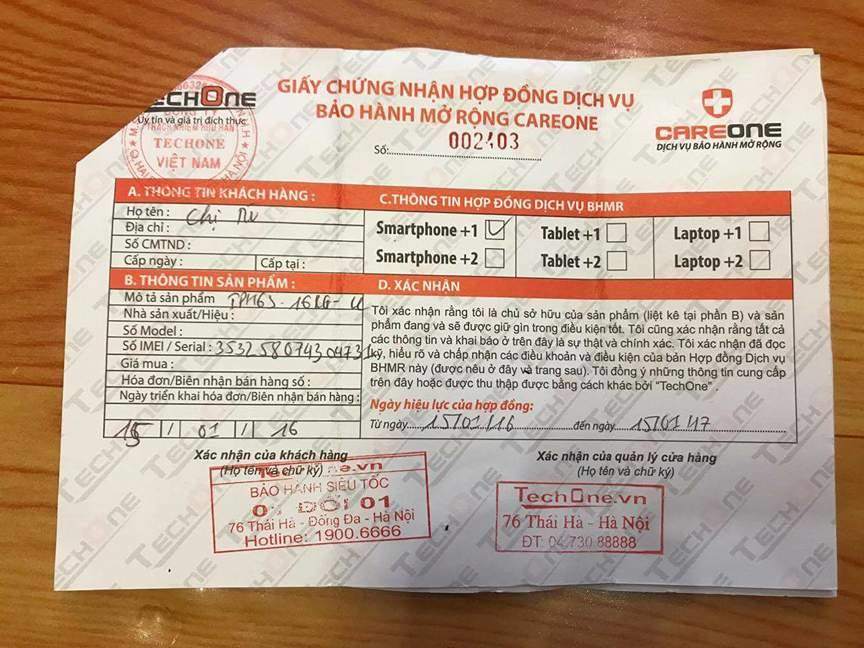 TECHONE
Uy tín và giá trị đích thực
TRÁCH NHIỆM HỮU HẠN
TECHONE
VIỆT NAM
GIẤY CHỨNG NHẬN HỢP ĐỒNG DỊCH VỤ
BẢO HÀNH MỞ RỘNG CAREONE
Số: 002403
CAREONE
DỊCH VỤ BẢO HÀNH MỞ RỘNG
A. THÔNG TIN KHÁCH HÀNG :
Họ tên : Chị
Địa chỉ :
Số CMTND :
Cấp ngày : Cấp tại :
B. THÔNG TIN SẢN PHẨM :
Mô tả sản phẩm IPH6S - 16RG - u
Nhà sản xuất/Hiệu :
Số Model :
Số IMEI / Serial : 353258074304731
Giá mua :
Hóa đơn/Biên nhận bán hàng số :
Ngày triển khai hóa đơn/Biên nhận bán hàng :
15 / 01 / 16
C.THÔNG TIN HỢP ĐỒNG DỊCH VỤ BHMR
Smartphone +1 Tablet +1 Laptop +1
Smartphone +2 Tablet +2 Laptop +2
D. XÁC NHẬN
Tôi xác nhận rằng tôi là chủ sở hữu của sản phẩm (liệt kê tại phần B) và sản
phẩm đang và sẽ được giữ gìn trong điều kiện tốt. Tôi cũng xác nhận rằng tất cả
các thông tin và khai báo ở trên đây là sự thật và chính xác. Tôi xác nhận đã đọc
kỹ, hiểu rõ và chấp nhận các điều khoản và điều kiện của bản Hợp đồng Dịch vụ
BHMR này (được nêu ở đây và trang sau). Tôi đồng ý những thông tin cung cấp
trên đây hoặc được thu thập được bằng cách khác bởi "TechOne" .
Ngày hiệu lực của hợp đồng:
Từ ngày 15/01/16 đến ngày 15/01/17
Xác nhận của khách hàng
(Họ tên và chữ ký)
TechOne.vn
BẢO HÀNH SIÊU TỐC
01 ĐỔI 01
76 Thái Hà - Đống Đa - Hà Nội
Hotline: 1900.6666
Xác nhận của quản lý cửa hàng
(Họ tên và chữ ký)
TechOne.vn
76 Thái Hà - Hà Nội
ĐT: 04.730.88888